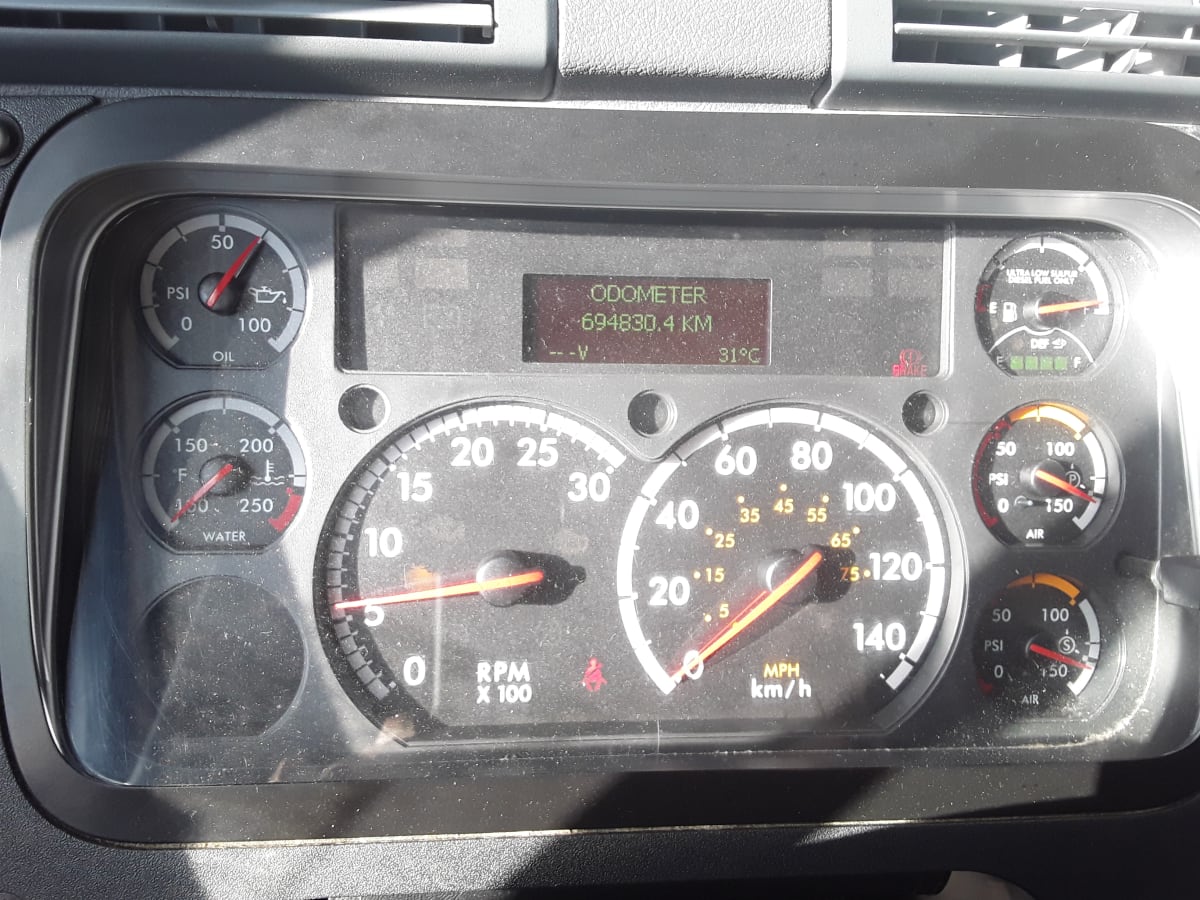 50
PSI
0 100
OIL
ODOMETER
694830.4 KM
---V 31°C
BRAKE
ULTRA LOW SULFUR
DIESEL FUEL ONLY
E F
DEF
E F
150 200
F
100 250
WATER
0
5
10
15
20
25
30
RPM
X 100
0
20
40
60
80
100
120
140
5
15
25
35
45
55
65
75
MPH
km/h
50 100
PSI P
0 150
AIR
50 100
PSI S
0 150
AIR